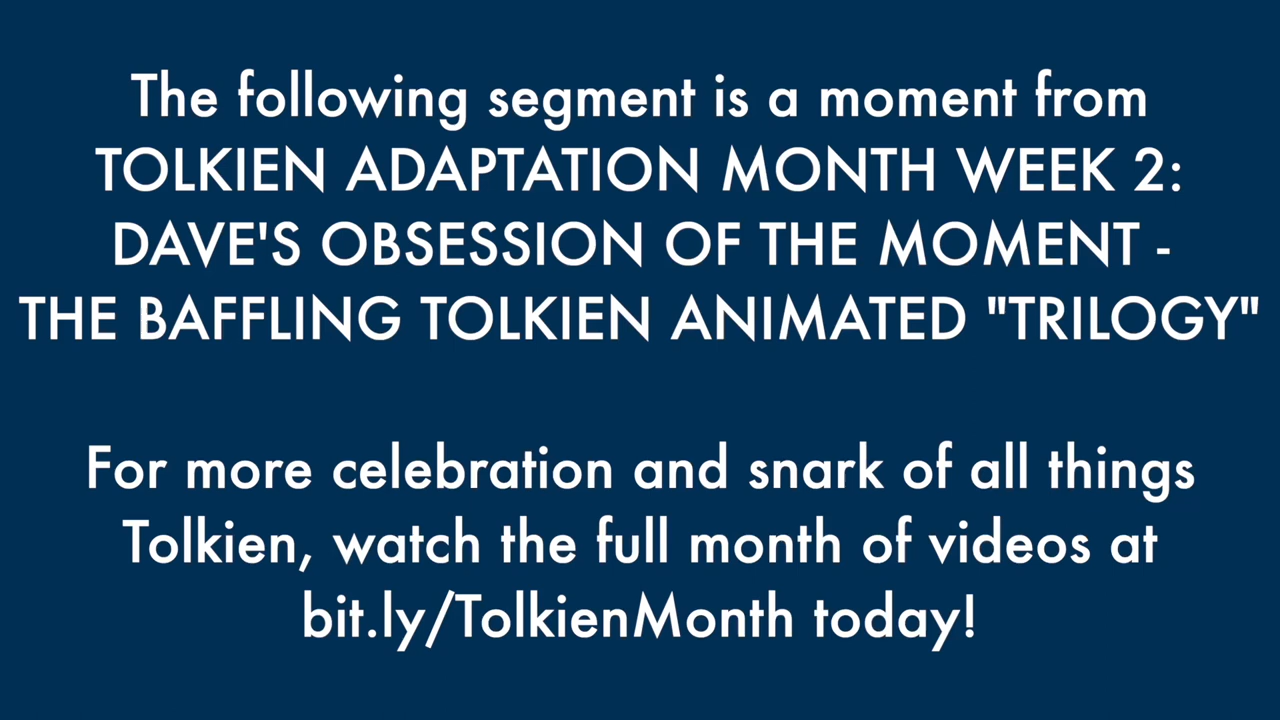 The following segment is a moment from
TOLKIEN ADAPTATION MONTH WEEK 2:
DAVE'S OBSESSION OF THE MOMENT -
THE BAFFLING TOLKIEN ANIMATED "TRILOGY"
For more celebration and snark of all things
Tolkien, watch the full month of videos at
bit.ly/TolkienMonth today!